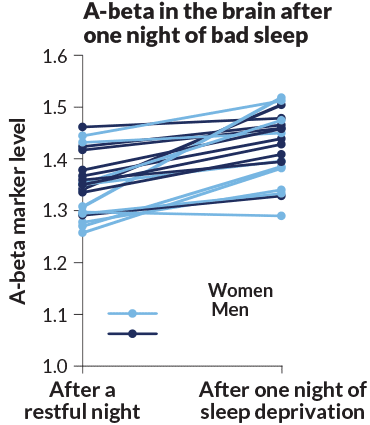 A-beta in the brain after
one night of bad sleep
A-beta marker level
1.6
1.5
1.4
1.3
1.2
1.1
1.0
Women
Men
After a
restful night
After one night of
sleep deprivation